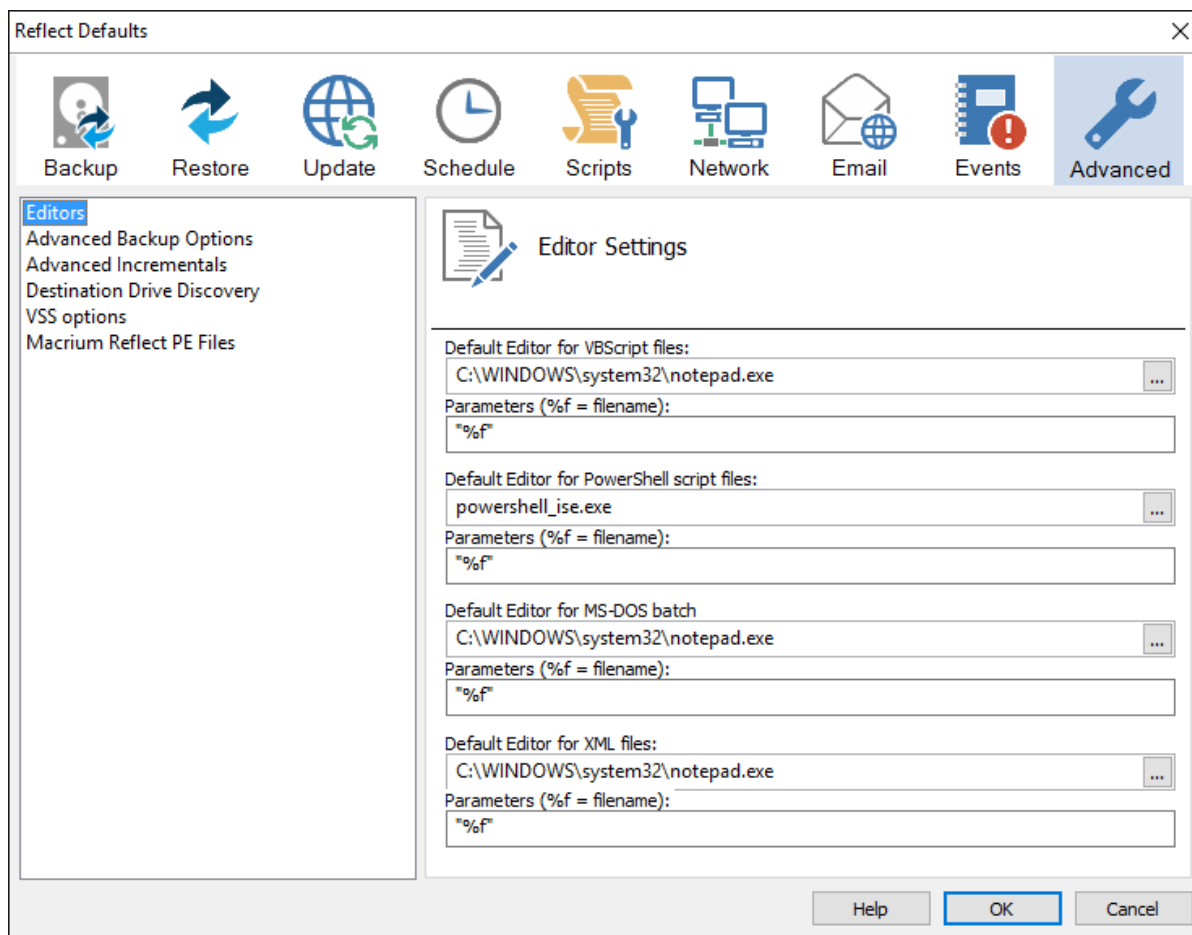 Reflect Defaults
Backup Restore Update Schedule Scripts Network Email Events Advanced
Editors
Advanced Backup Options
Advanced Incrementals
Destination Drive Discovery
VSS options
Macrium Reflect PE Files
Editor Settings
Default Editor for VBScript files:
C:\WINDOWS\system32\notepad.exe
...
Parameters (%f = filename):
"%f"
Default Editor for PowerShell script files:
powershell_ise.exe
...
Parameters (%f = filename):
"%f"
Default Editor for MS-DOS batch
C:\WINDOWS\system32\notepad.exe
...
Parameters (%f = filename):
"%f"
Default Editor for XML files:
C:\WINDOWS\system32\notepad.exe
...
Parameters (%f = filename):
"%f"
Help OK Cancel